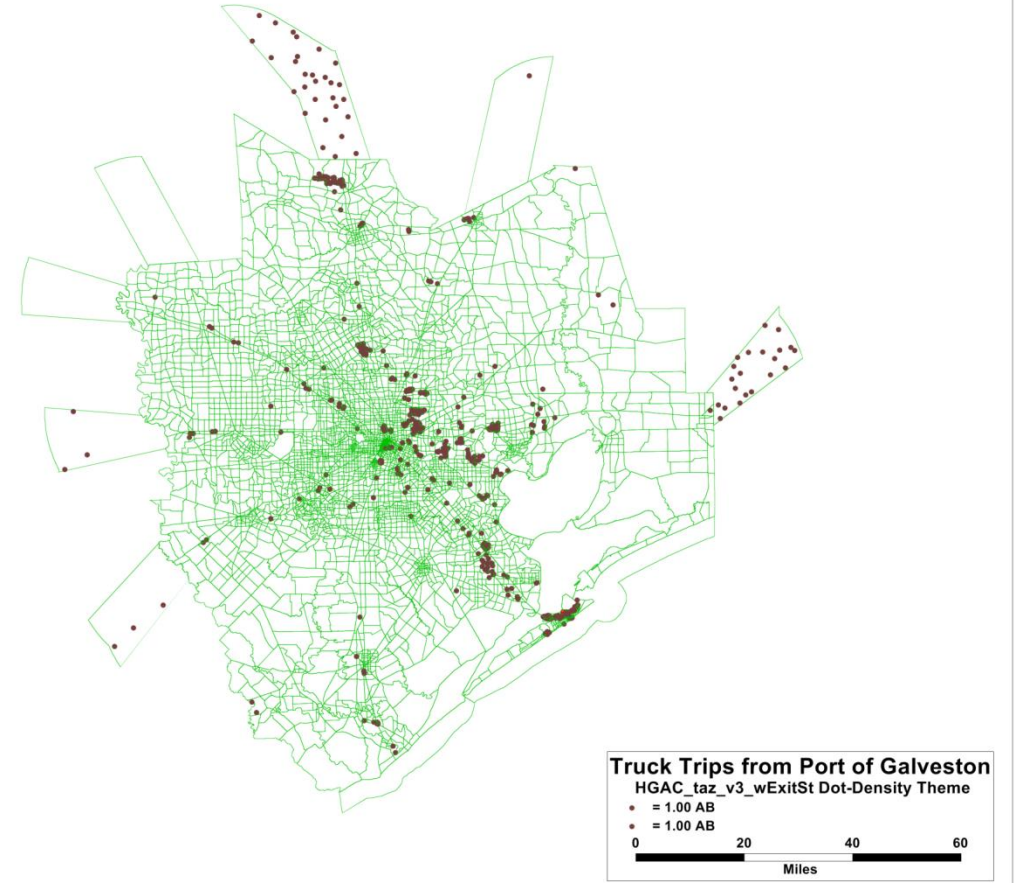 Truck Trips from Port of Galveston
HGAC_taz_v3_wExitSt Dot-Density Theme
= 1.00 AB
= 1.00 AB
0 20 40 60
Miles